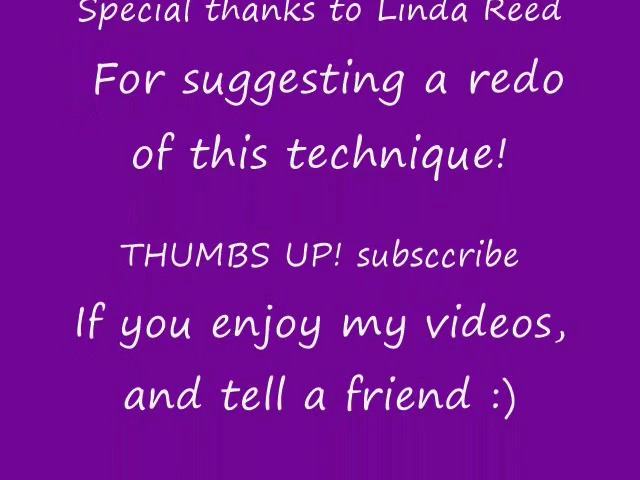 Special thanks to Linda Reed
For suggesting a redo
of this technique!
THUMBS UP! subsccribe
If you enjoy my videos,
and tell a friend :)